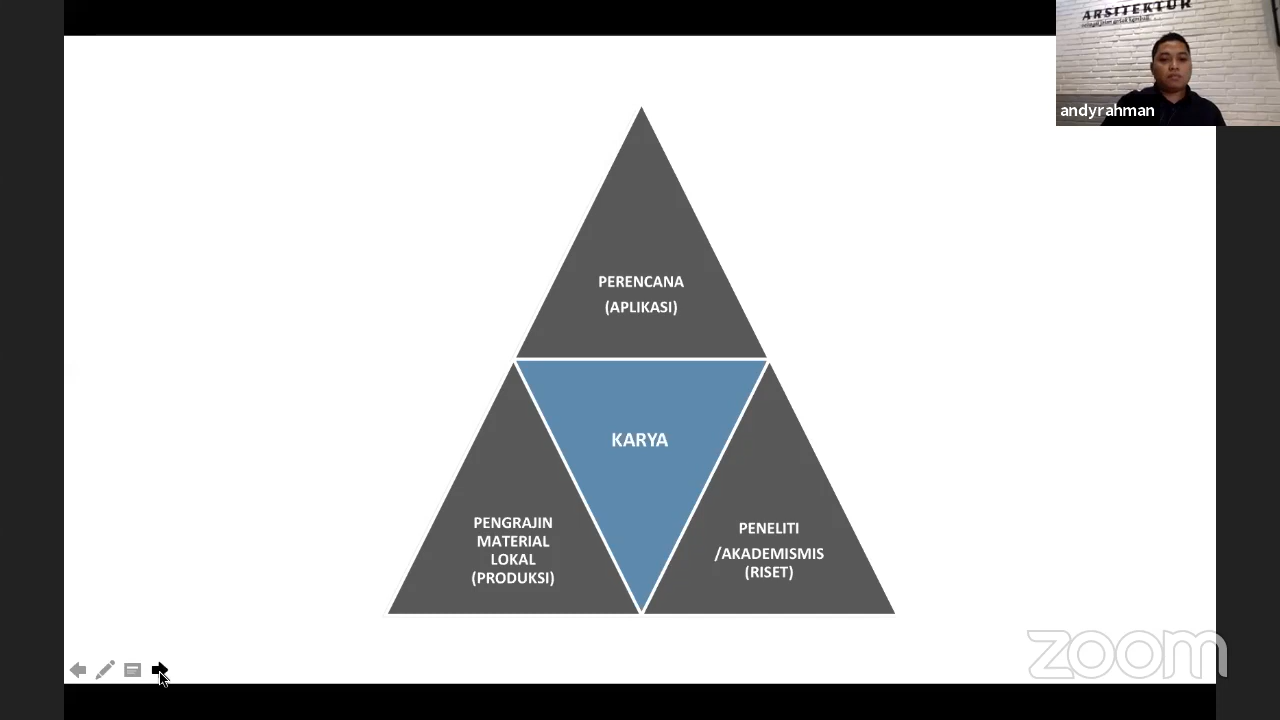 ARSITEKTUR
andyrahman
PERENCANA
(APLIKASI)
KARYA
PENGRAJIN
MATERIAL
LOKAL
(PRODUKSI)
PENELITI
/AKADEMISMIS
(RISET)
zoom